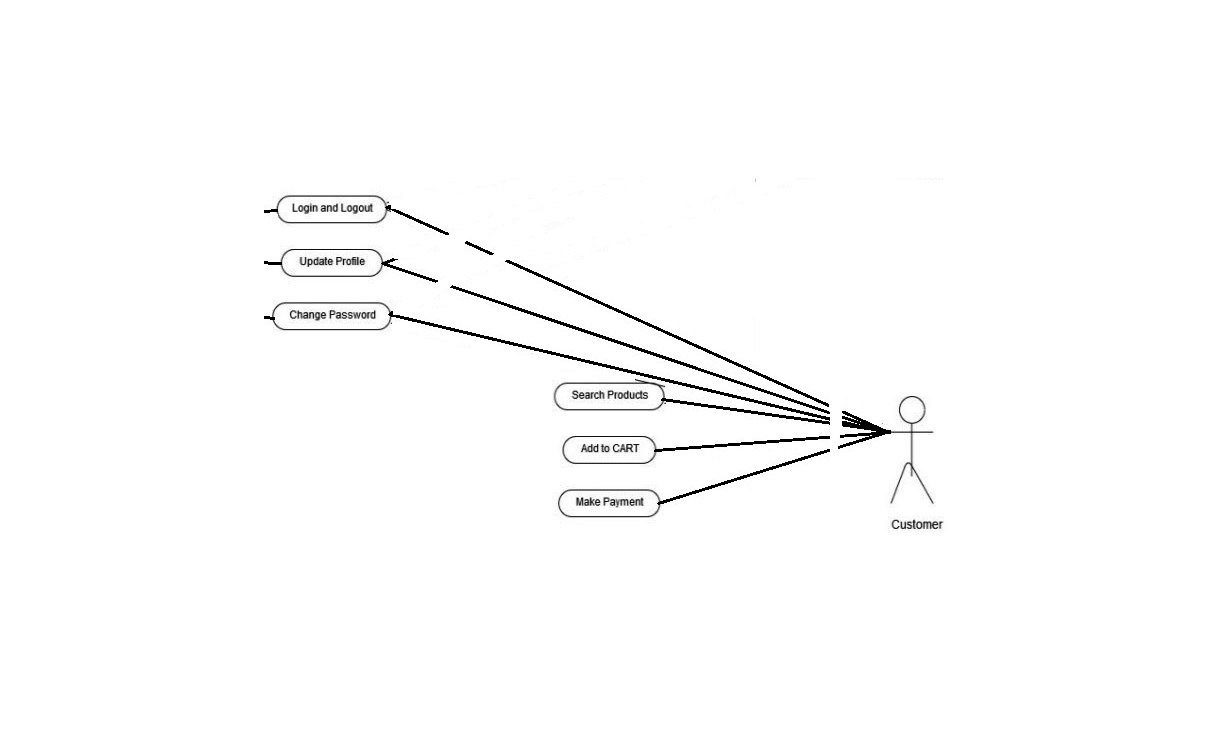 Login and Logout
Update Profile
Change Password
Search Products
Add to CART
Make Payment
Customer